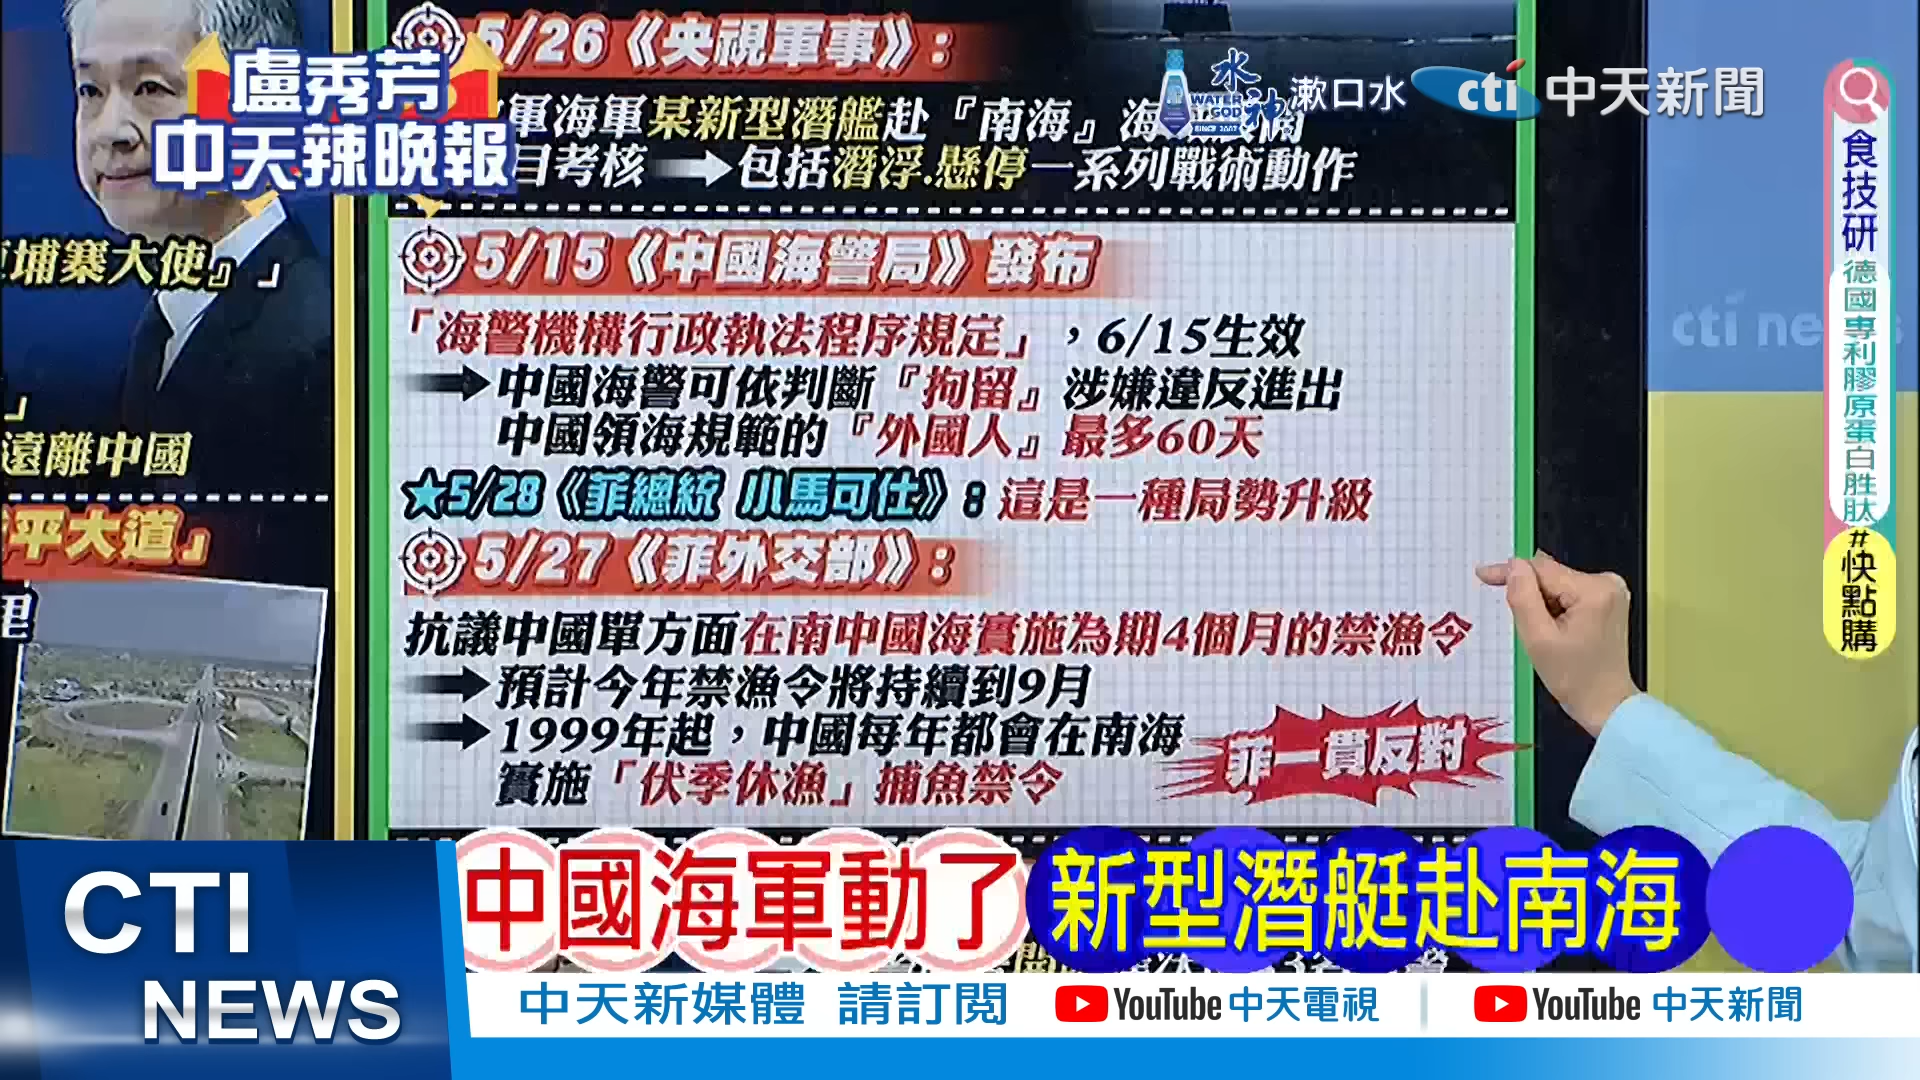 盧秀芳
中天辣晚報
柬埔寨大使』」
」
遠離中國
平大道」
里
5/26《央視軍事》:
軍海軍某新型潛艦赴『南海』海
目考核→包括潛浮.懸停一系列戰術動作
5/15《中國海警局》發布
「海警機構行政執法程序規定」,6/15生效
→中國海警可依判斷『拘留』涉嫌違反進出
中國領海規範的『外國人』最多60天
★5/28《菲總統 小馬可仕》:這是一種局勢升級
5/27《菲外交部》:
抗議中國單方面在南中國海實施為期4個月的禁漁令
→預計今年禁漁令將持續到9月
→1999年起,中國每年都會在南海
實施「伏季休漁」捕魚禁令
菲一貫反對
水神
WATER GOD
SINCE 2007
漱口水
cti 中天新聞
cti news
食技研
德國專利膠原蛋白胜肽
#快點購
中國海軍動了 新型潛艇赴南海
CTI
NEWS
中天新媒體 請訂閱 YouTube 中天電視 | YouTube 中天新聞